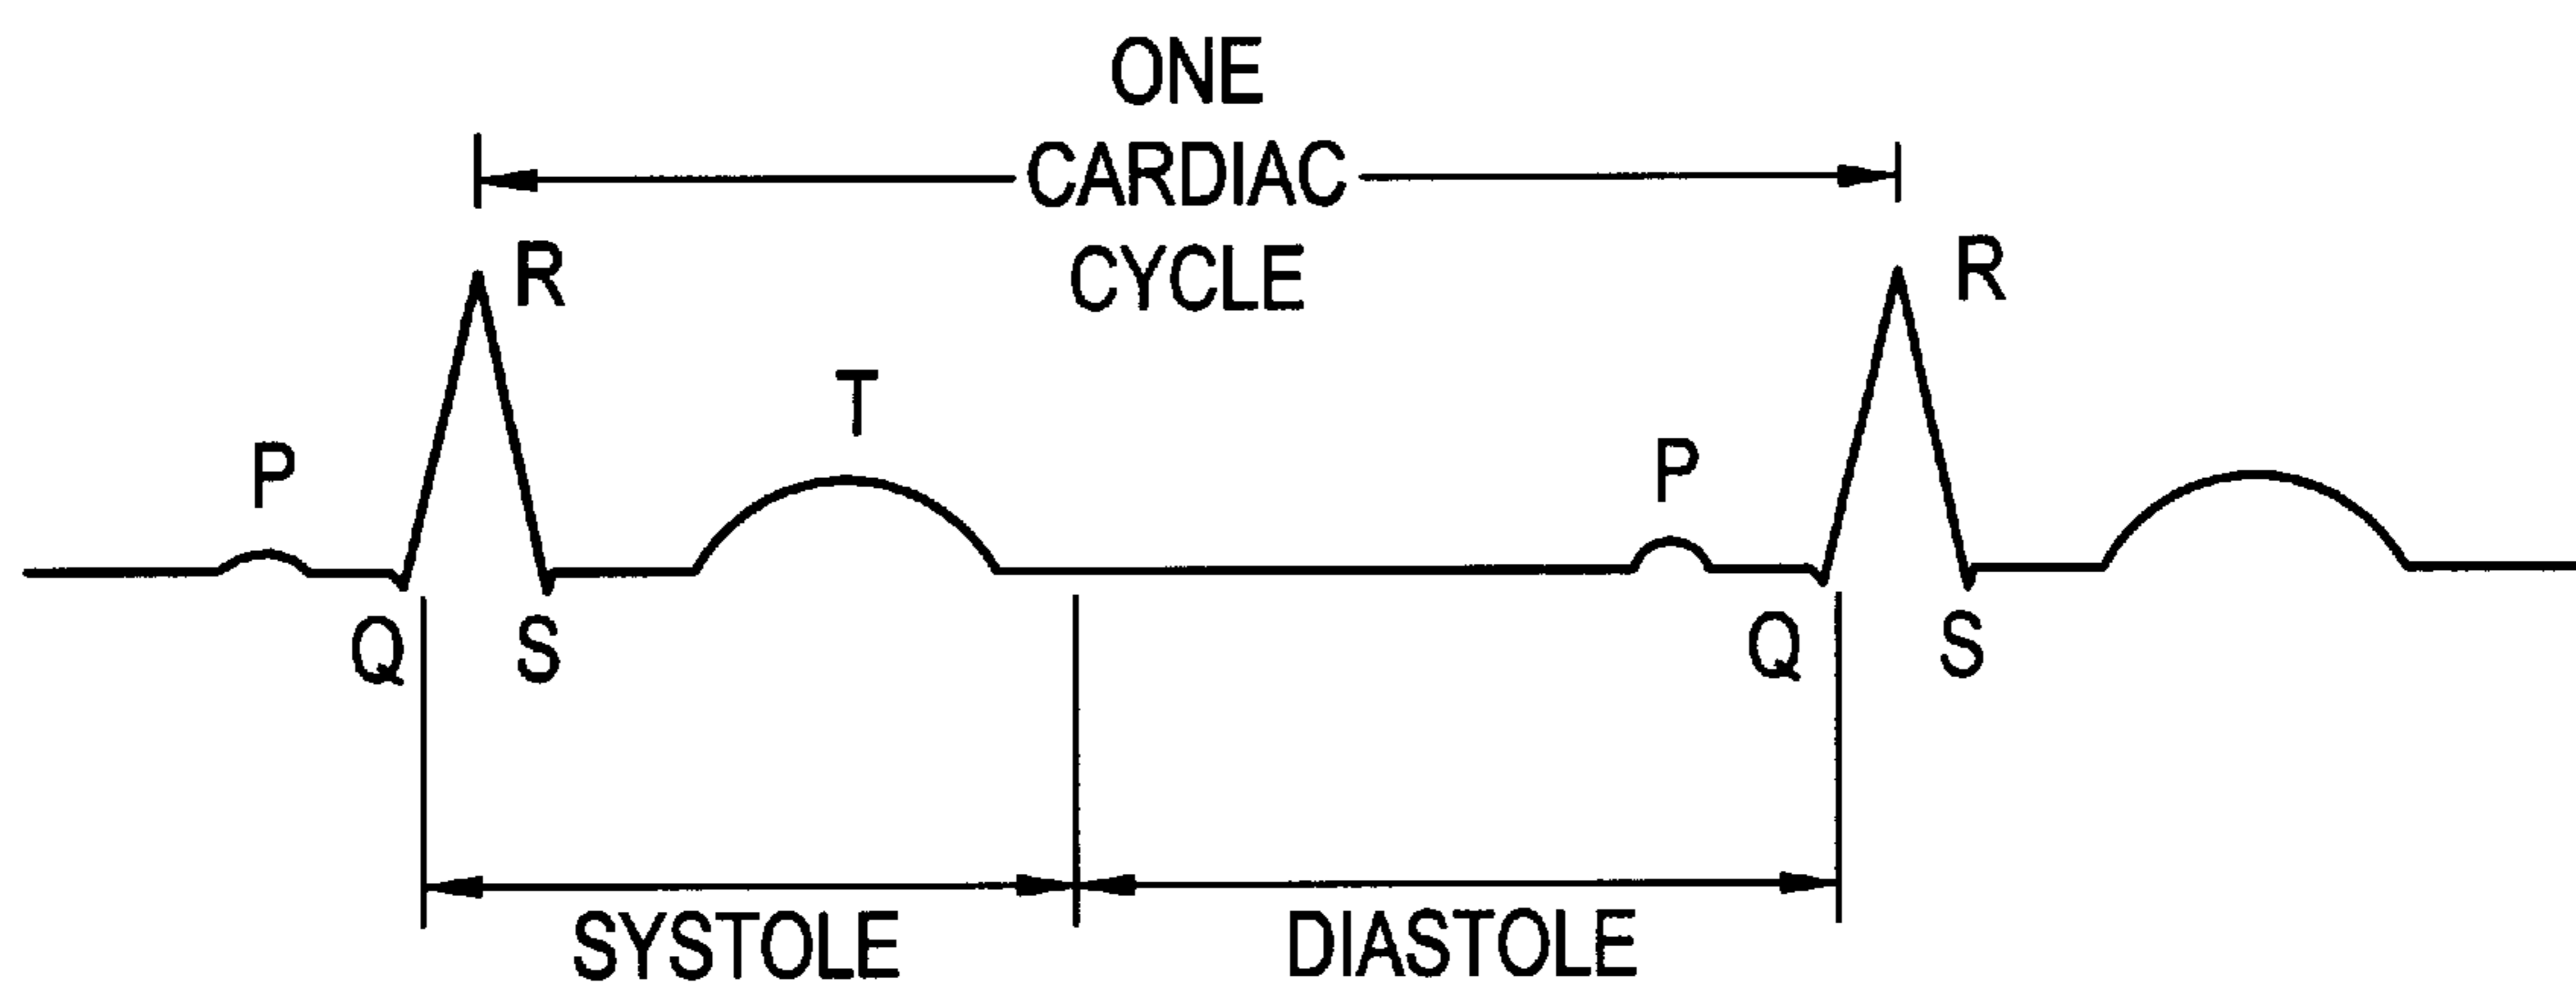 ONE
CARDIAC
CYCLE
R
R
T
P
P
Q
S
Q
S
SYSTOLE
DIASTOLE